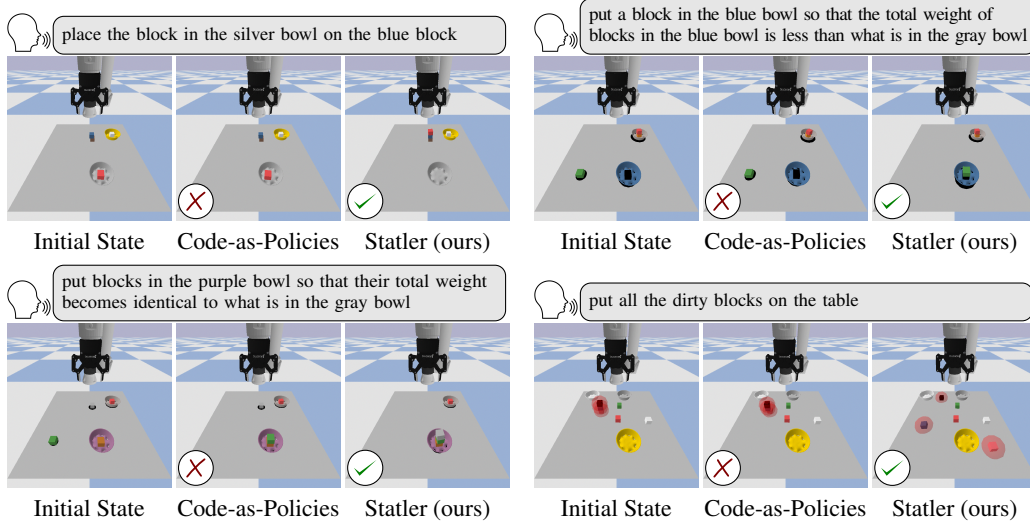 place the block in the silver bowl on the blue block
Initial State
Code-as-Policies
Statler (ours)
put a block in the blue bowl so that the total weight of
blocks in the blue bowl is less than what is in the gray bowl
Initial State
Code-as-Policies
Statler (ours)
put blocks in the purple bowl so that their total weight
becomes identical to what is in the gray bowl
Initial State
Code-as-Policies
Statler (ours)
put all the dirty blocks on the table
Initial State
Code-as-Policies
Statler (ours)